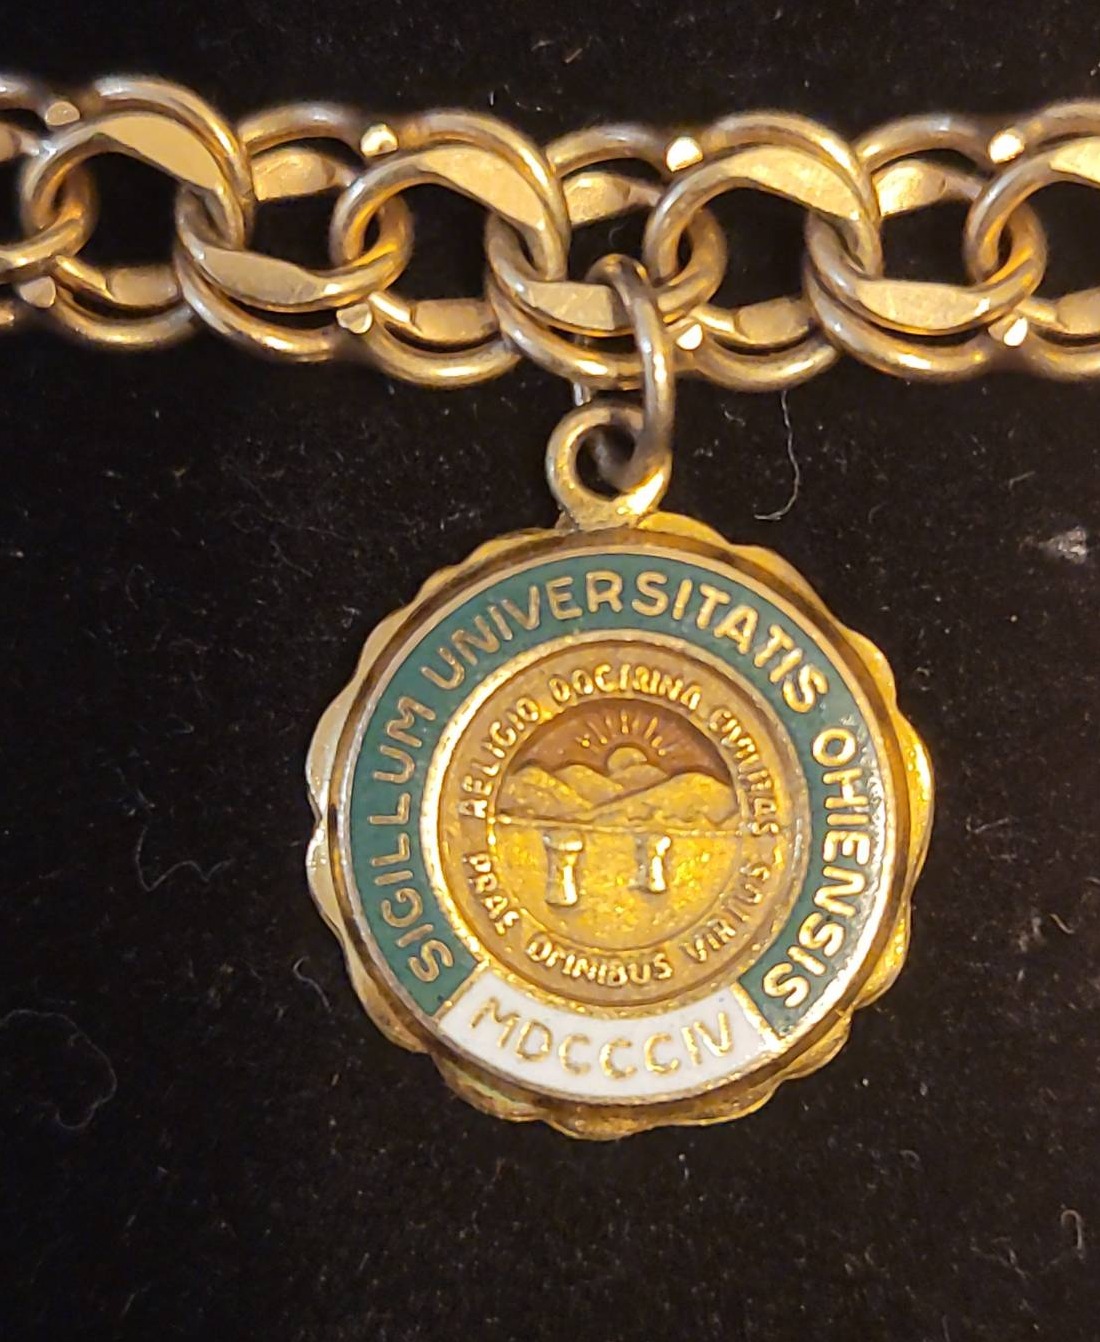 SIGILLUM UNIVERSITATIS OHIENSIS
MDCCCIV
RELIGIO DOCTRINA CIVILITAS
PRAE OMNIBUS VIRTUS